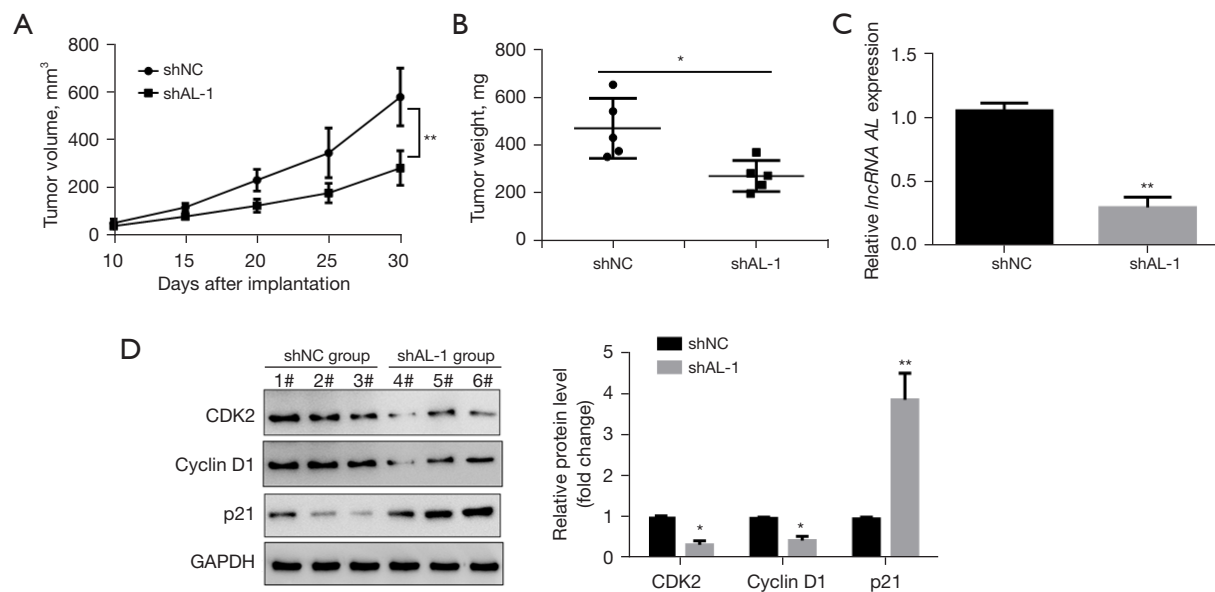 A
Tumor volume, mm³
800
600
400
200
0
shNC
shAL-1
**
10 15 20 25 30
Days after implantation
B
Tumor weight, mg
800
600
400
200
0
*
shNC shAL-1
C
Relative lncRNA AL expression
1.5
1.0
0.5
0.0
**
shNC shAL-1
D
shNC group shAL-1 group
1# 2# 3# 4# 5# 6#
CDK2
Cyclin D1
p21
GAPDH
Relative protein level
(fold change)
5
4
3
2
1
0
shNC
shAL-1
* * **
CDK2 Cyclin D1 p21